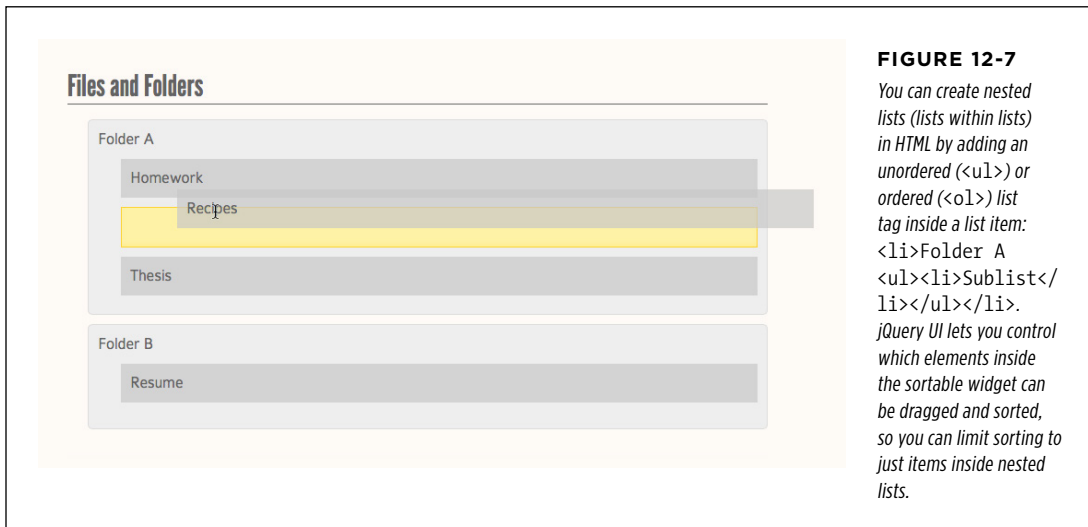 Files and Folders
Folder A
Homework
Recipes
Thesis
Folder B
Resume
FIGURE 12-7
You can create nested
lists (lists within lists)
in HTML by adding an
unordered (<ul>) or
ordered (<ol>) list
tag inside a list item:
<li>Folder A
<ul><li>Sublist</
li></ul></li>.
jQuery UI lets you control
which elements inside
the sortable widget can
be dragged and sorted,
so you can limit sorting to
just items inside nested
lists.